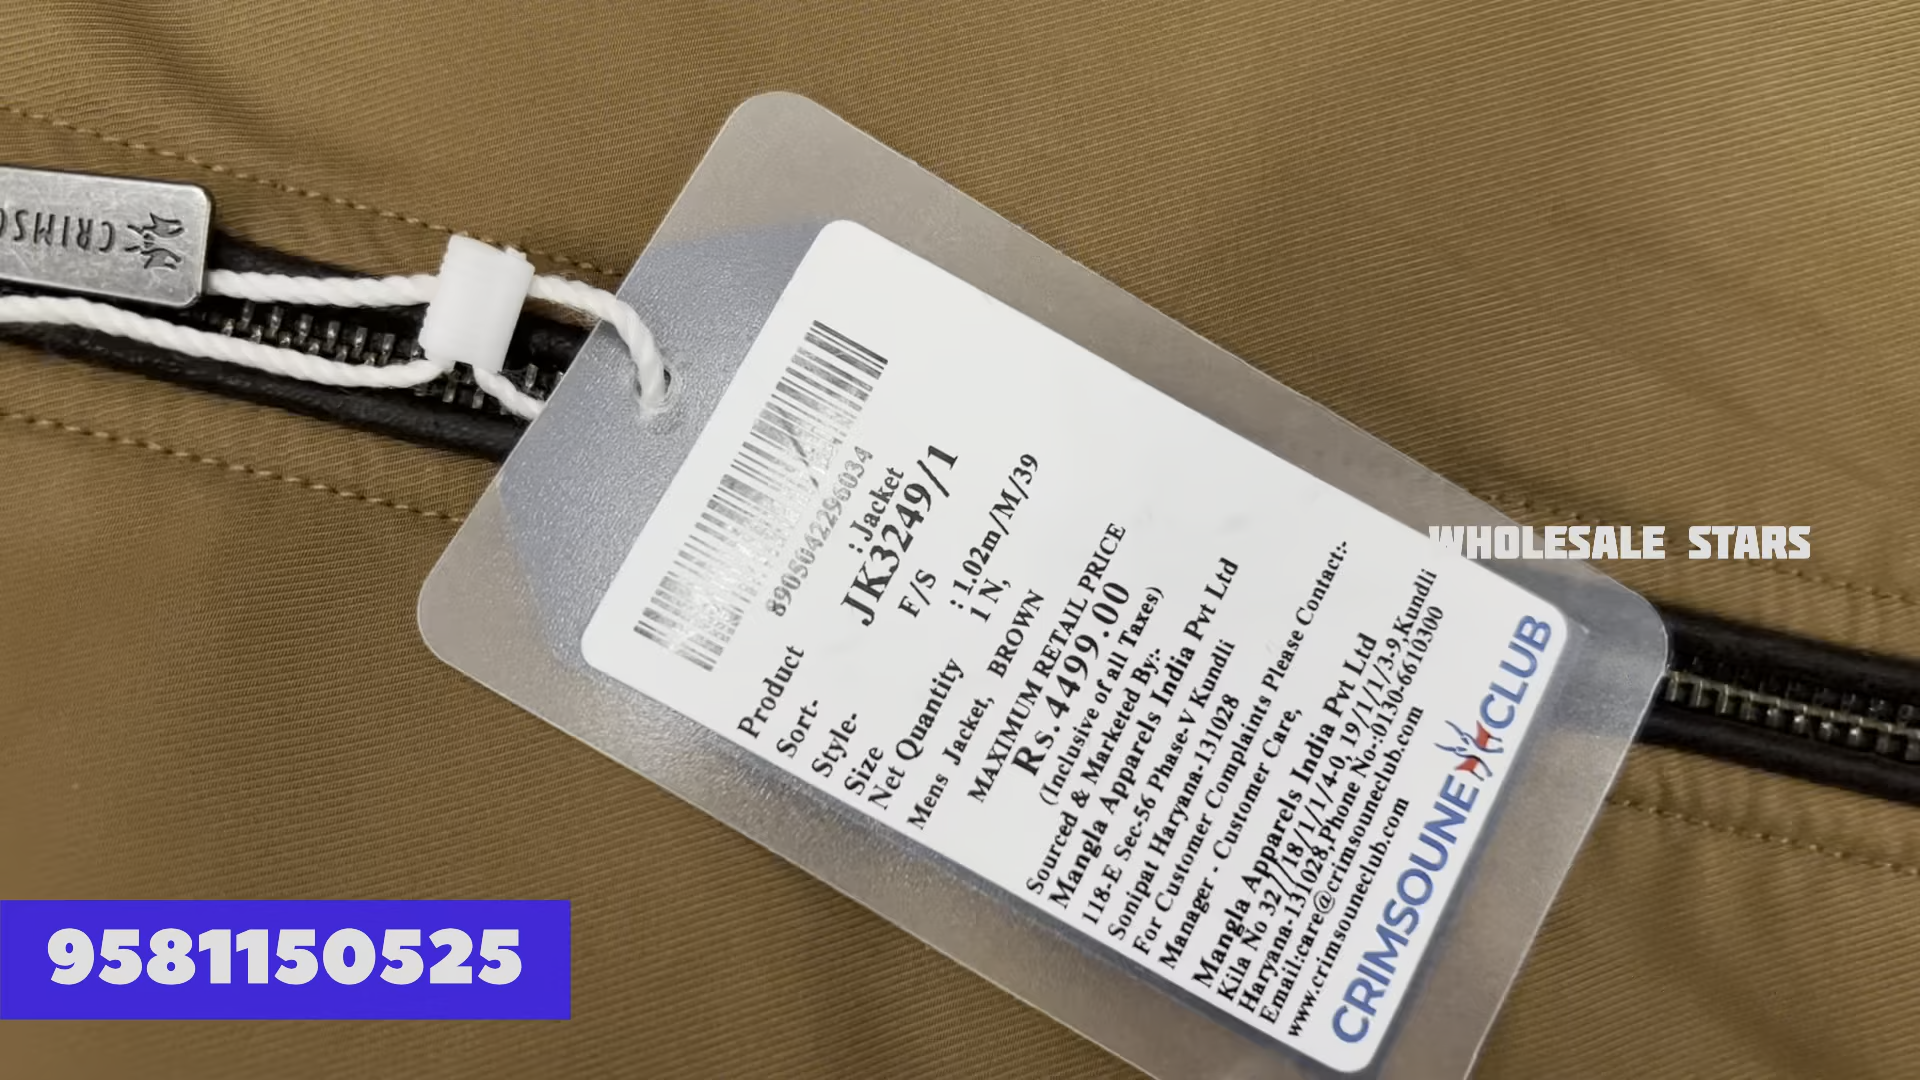 CRIMSO
8905042296034
Product : Jacket
Sort- JK3249/1
Style- F/S
Size : 1.02m/M/39
Net Quantity 1 N,
Mens Jacket, BROWN
MAXIMUM RETAIL PRICE
Rs.4499.00
(Inclusive of all Taxes)
Sourced & Marketed By:-
Mangla Apparels India Pvt Ltd
118-E Sec-56 Phase-V Kundli
Sonipat Haryana-131028
For Customer Complaints Please Contact:-
Manager - Customer Care,
Mangla Apparels India Pvt Ltd
Kila No 32//18/1/1/4-0, 19/1/1/3-9,Kundli
Haryana-131028,Phone No-:0130-6610300
Email:care@crimsouneclub.com
www.crimsouneclub.com
CRIMSOUNE CLUB
WHOLESALE STARS
9581150525